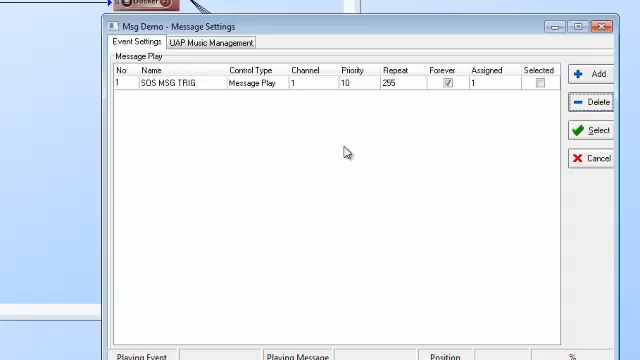 S Ducker 2
Msg Demo - Message Settings
Event Settings UAP Music Management
Message Play
No Name Control Type Channel Priority Repeat Forever Assigned Selected
1 SOS MSG TRIG Message Play 1 10 255 1
Add
Delete
Select
Cancel
Playing Event Playing Message Position %